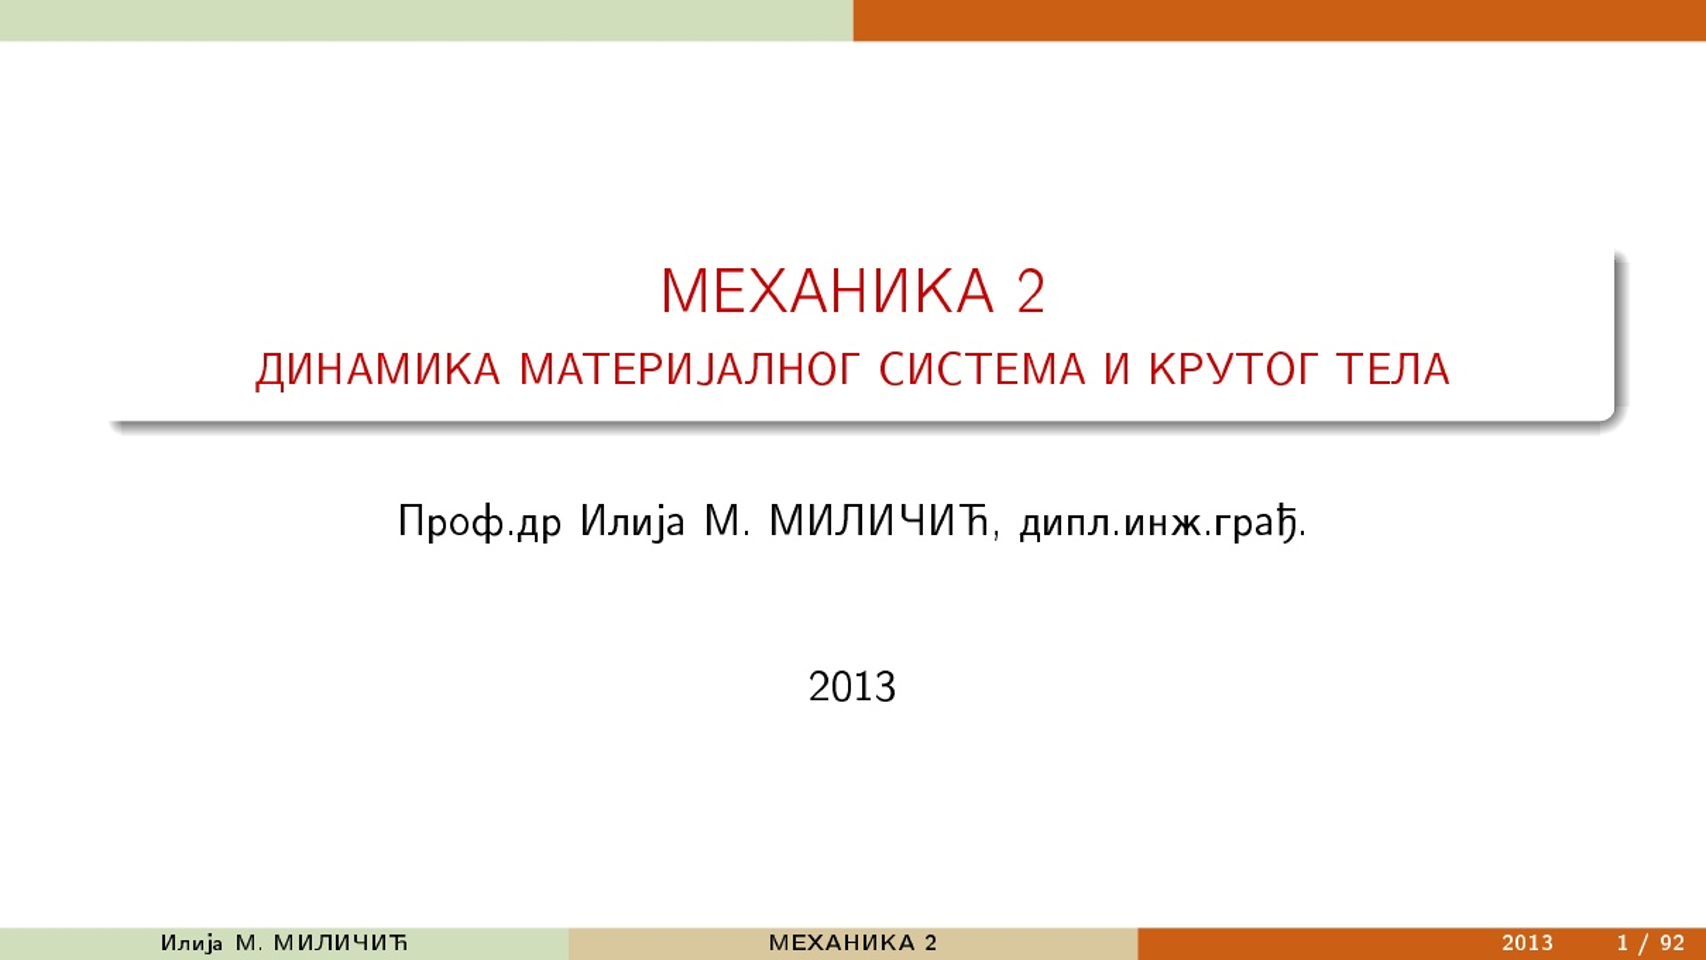 МЕХАНИКА 2
ДИНАМИКА МАТЕРИЈАЛНОГ СИСТЕМА И КРУТОГ ТЕЛА
Проф.др Илија М. МИЛИЧИЋ, дипл.инж.грађ.
2013
Илија М. МИЛИЧИЋ МЕХАНИКА 2 2013 1 / 92